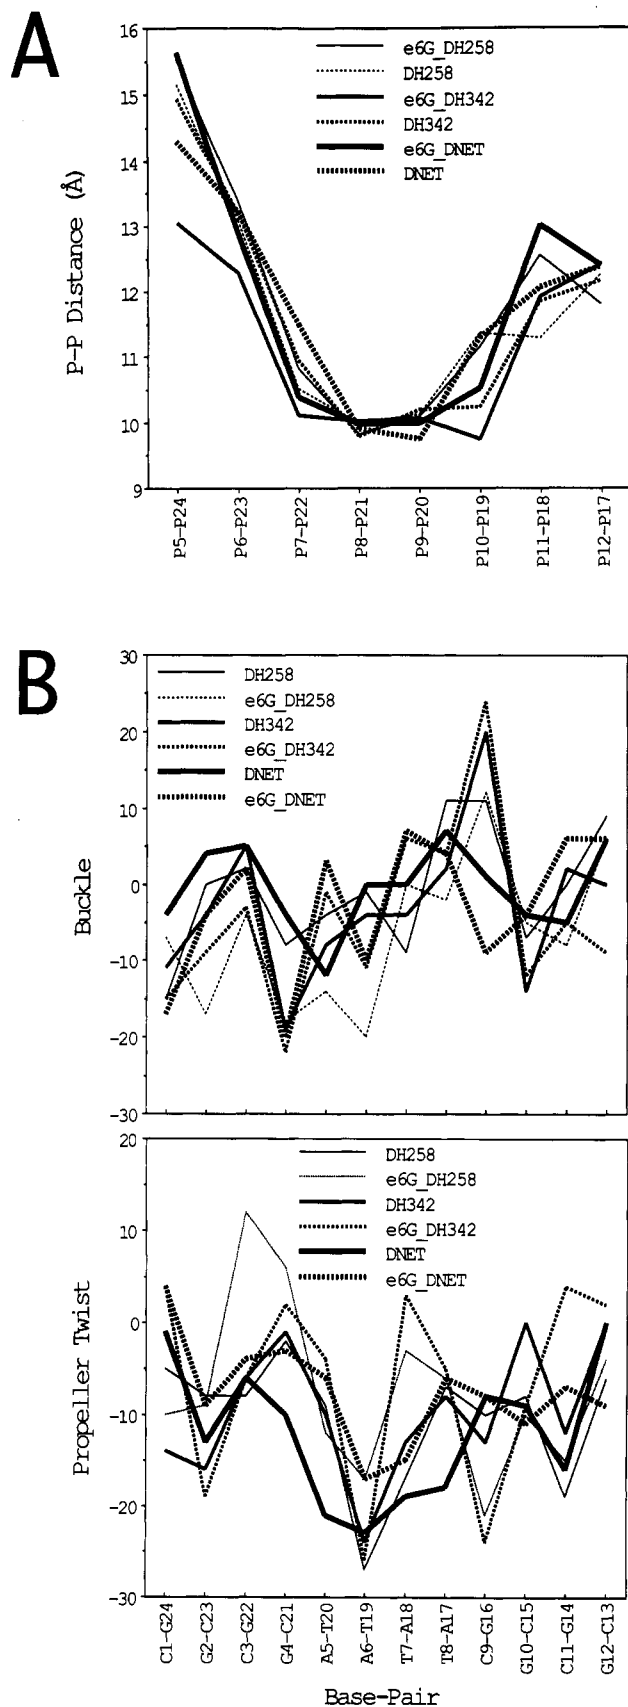 A
16
15
14
13
12
11
10
9
P-P Distance (Å)
e6G_DH258
DH258
e6G_DH342
DH342
e6G_DNET
DNET
P5-P24
P6-P23
P7-P22
P8-P21
P9-P20
P10-P19
P11-P18
P12-P17
B
30
20
10
0
-10
-20
-30
Buckle
DH258
e6G_DH258
DH342
e6G_DH342
DNET
e6G_DNET
20
10
0
-10
-20
-30
Propeller Twist
DH258
e6G_DH258
DH342
e6G_DH342
DNET
e6G_DNET
C1-G24
G2-C23
C3-G22
G4-C21
A5-T20
A6-T19
T7-A18
T8-A17
C9-G16
G10-C15
C11-G14
G12-C13
Base-Pair